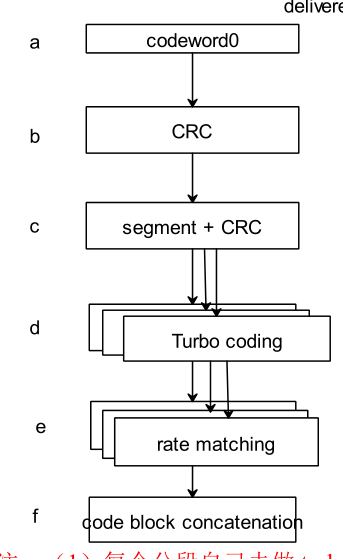 delivere
a codeword0
b CRC
c segment + CRC
d Turbo coding
e rate matching
f code block concatenation